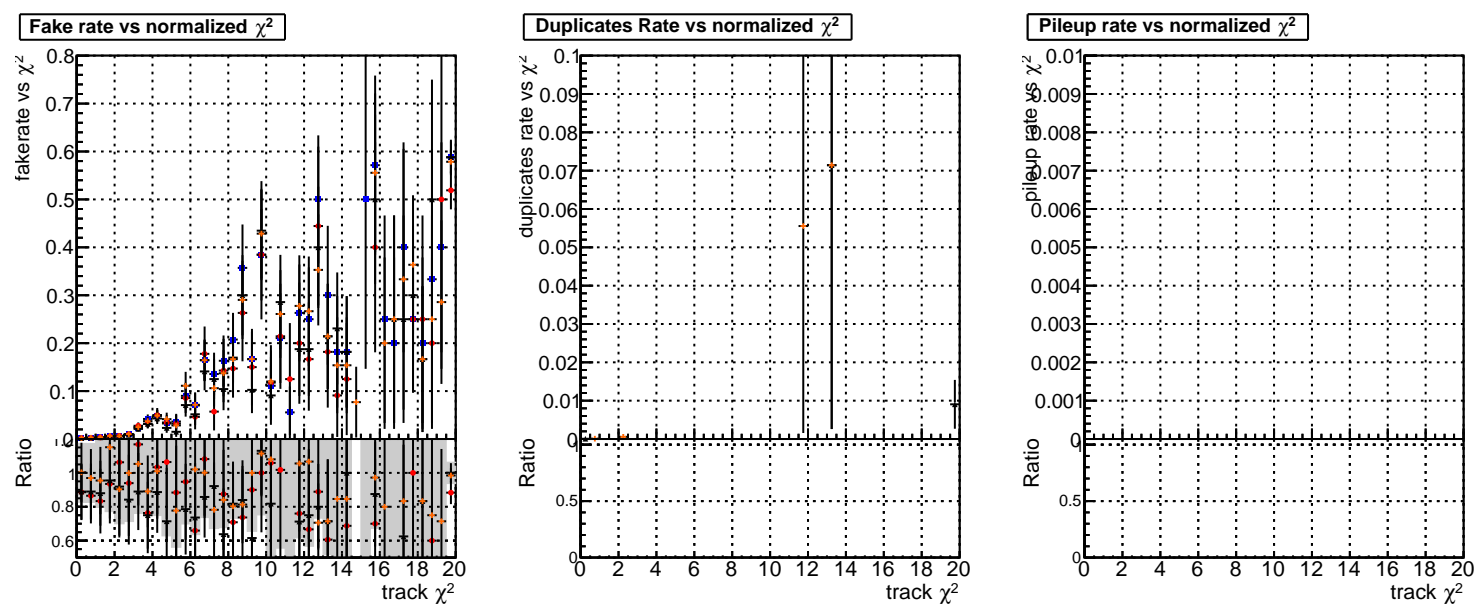 Fake rate vs normalized χ²
fakerate vs χ²
0.8
0.7
0.6
0.5
0.4
0.3
0.2
0.1
0
Ratio
1
0.8
0.6
0 2 4 6 8 10 12 14 16 18 20
track χ²
Duplicates Rate vs normalized χ²
duplicates rate vs χ²
0.1
0.09
0.08
0.07
0.06
0.05
0.04
0.03
0.02
0.01
0
Ratio
1
0.5
0
0 2 4 6 8 10 12 14 16 18 20
track χ²
Pileup rate vs normalized χ²
pileup rate vs χ²
0.01
0.009
0.008
0.007
0.006
0.005
0.004
0.003
0.002
0.001
0
Ratio
1
0.5
0
0 2 4 6 8 10 12 14 16 18 20
track χ²